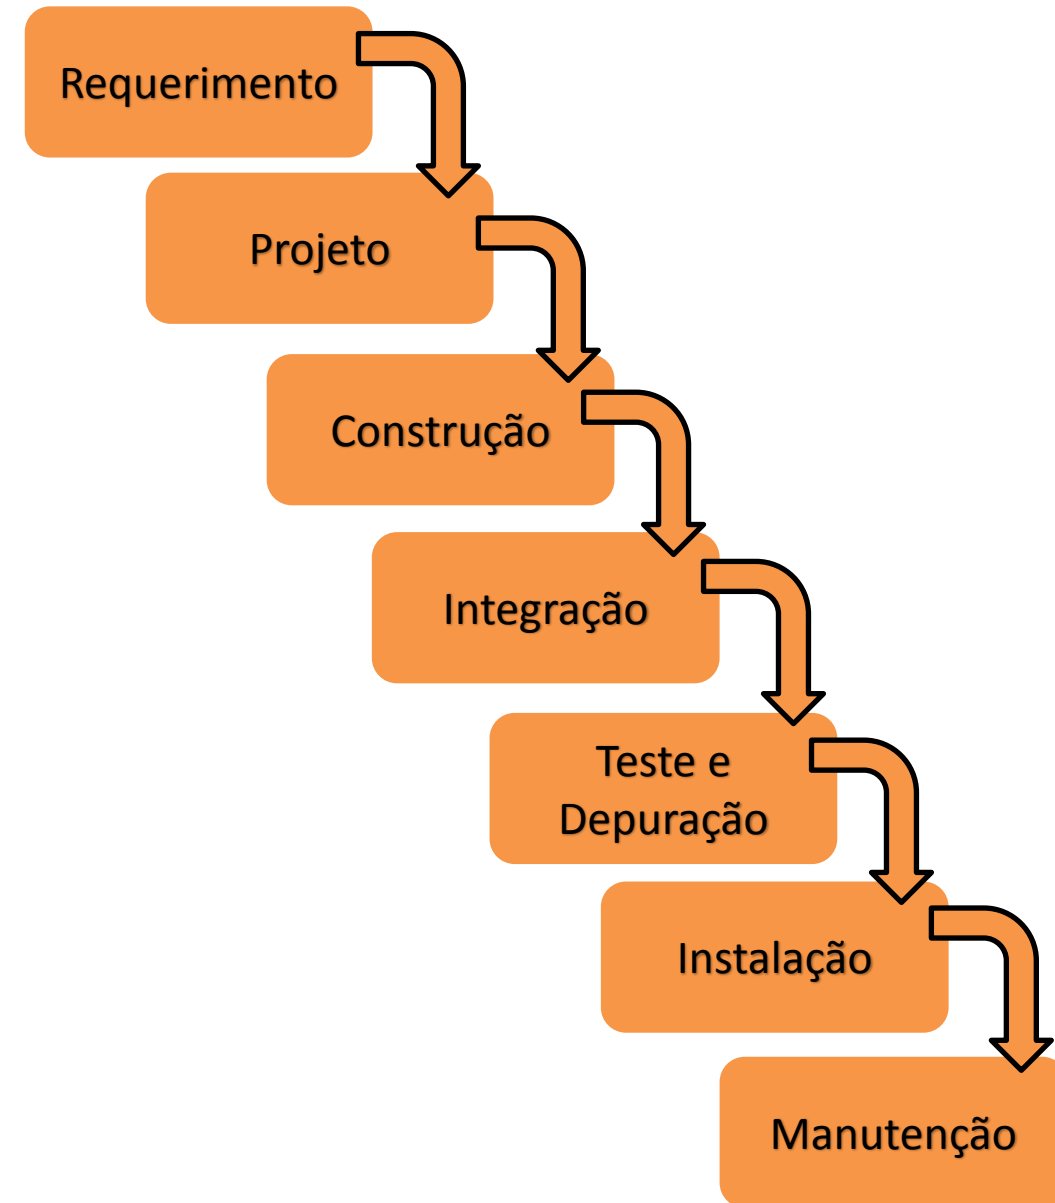 Requerimento
Projeto
Construção
Integração
Teste e
Depuração
Instalação
Manutenção